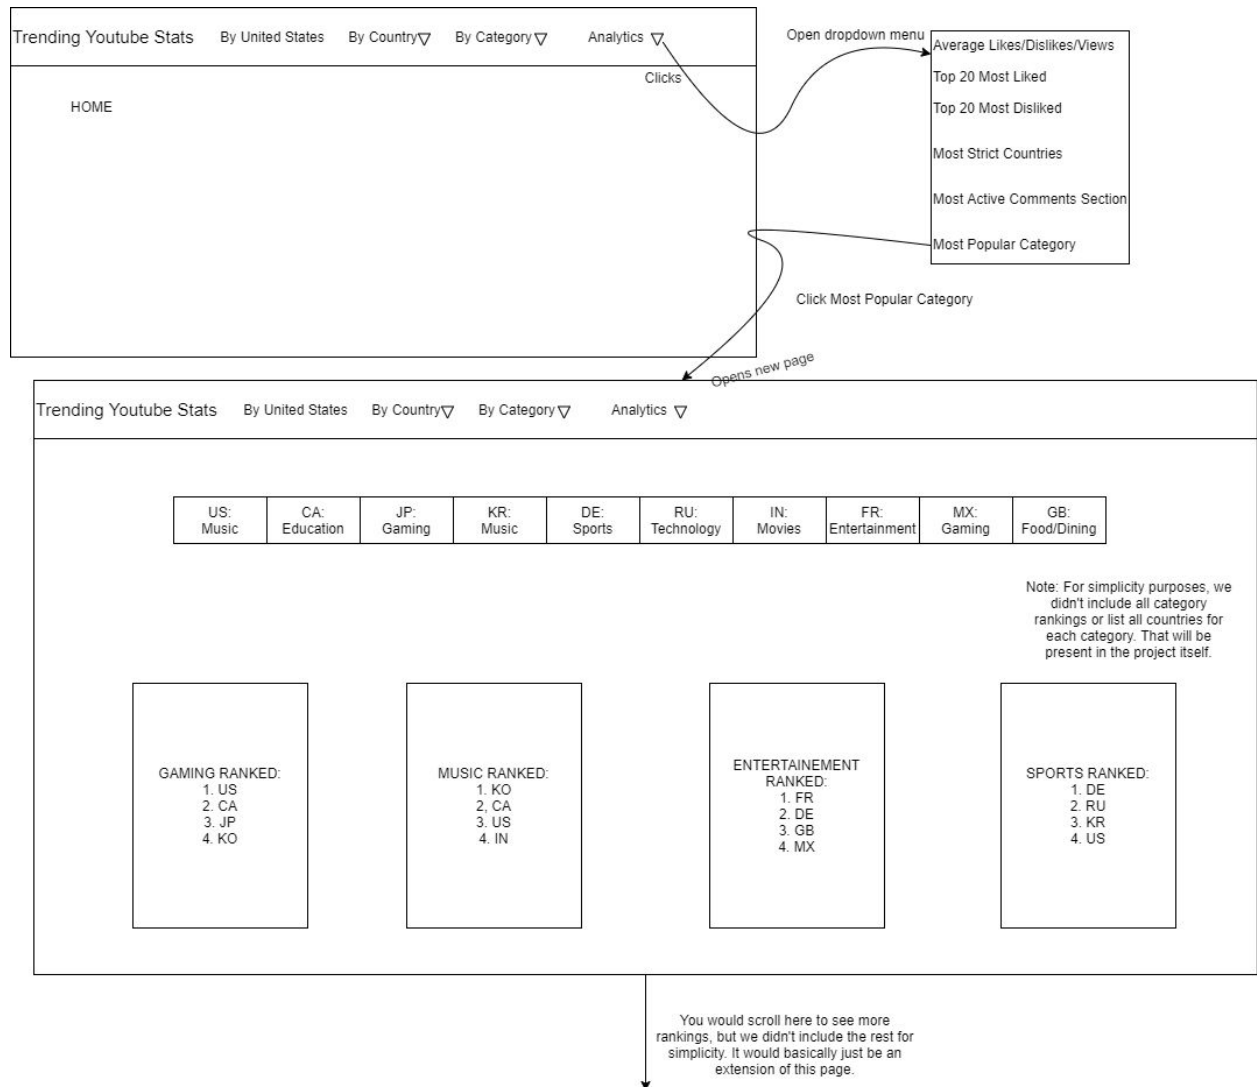 Trending Youtube Stats By United States By Country By Category Analytics
Clicks
HOME
Open dropdown menu
Average Likes/Dislikes/Views
Top 20 Most Liked
Top 20 Most Disliked
Most Strict Countries
Most Active Comments Section
Most Popular Category
Click Most Popular Category
Opens new page
Trending Youtube Stats By United States By Country By Category Analytics
US:
Music
CA:
Education
JP:
Gaming
KR:
Music
DE:
Sports
RU:
Technology
IN:
Movies
FR:
Entertainment
MX:
Gaming
GB:
Food/Dining
Note: For simplicity purposes, we
didn't include all category
rankings or list all countries for
each category. That will be
present in the project itself.
GAMING RANKED:
1. US
2. CA
3. JP
4. KO
MUSIC RANKED:
1. KO
2, CA
3. US
4. IN
ENTERTAINEMENT
RANKED:
1. FR
2. DE
3. GB
4. MX
SPORTS RANKED:
1. DE
2. RU
3. KR
4. US
You would scroll here to see more
rankings, but we didn't include the rest for
simplicity. It would basically just be an
extension of this page.